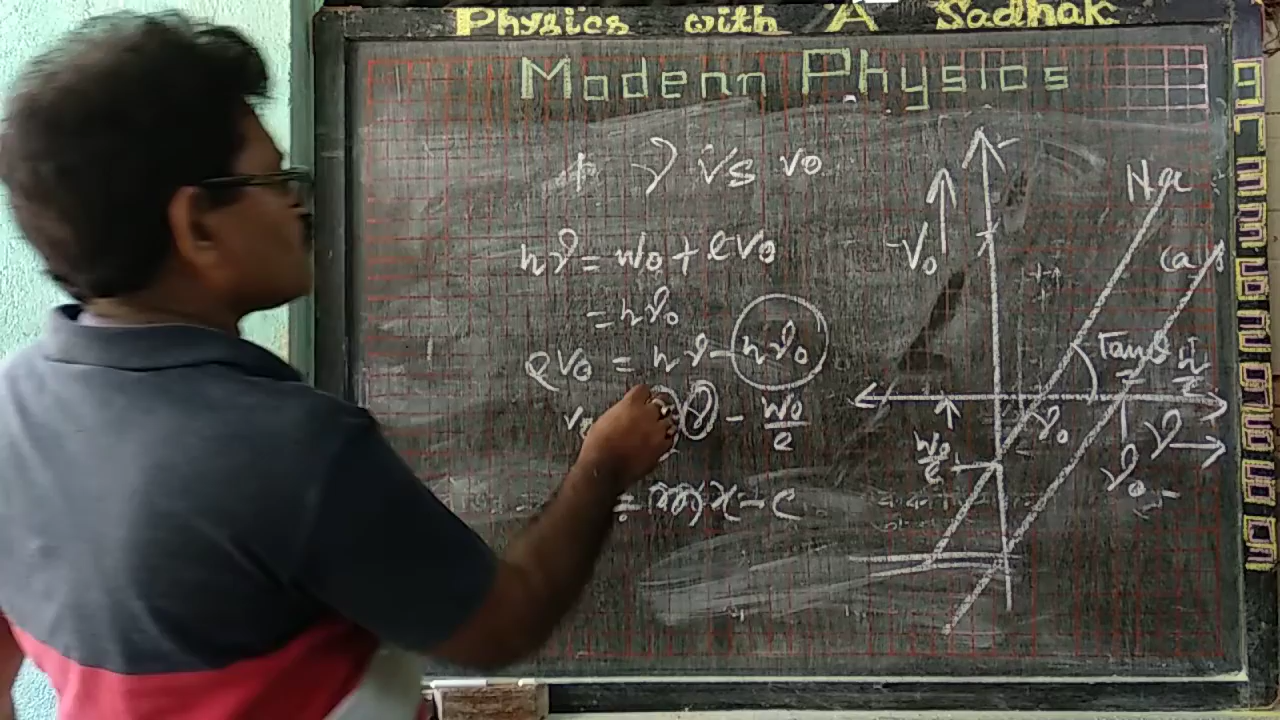 Physics with A Sadhak
Modern Physics
ν vs v₀
hν = W₀ + eV₀
= hν₀
eV₀ = hν - hν₀
ν - W₀/e
= m x - c
V₀
Na
Ca
Tanθ
h/e
W₀/e
ν₀
ν
ν₀